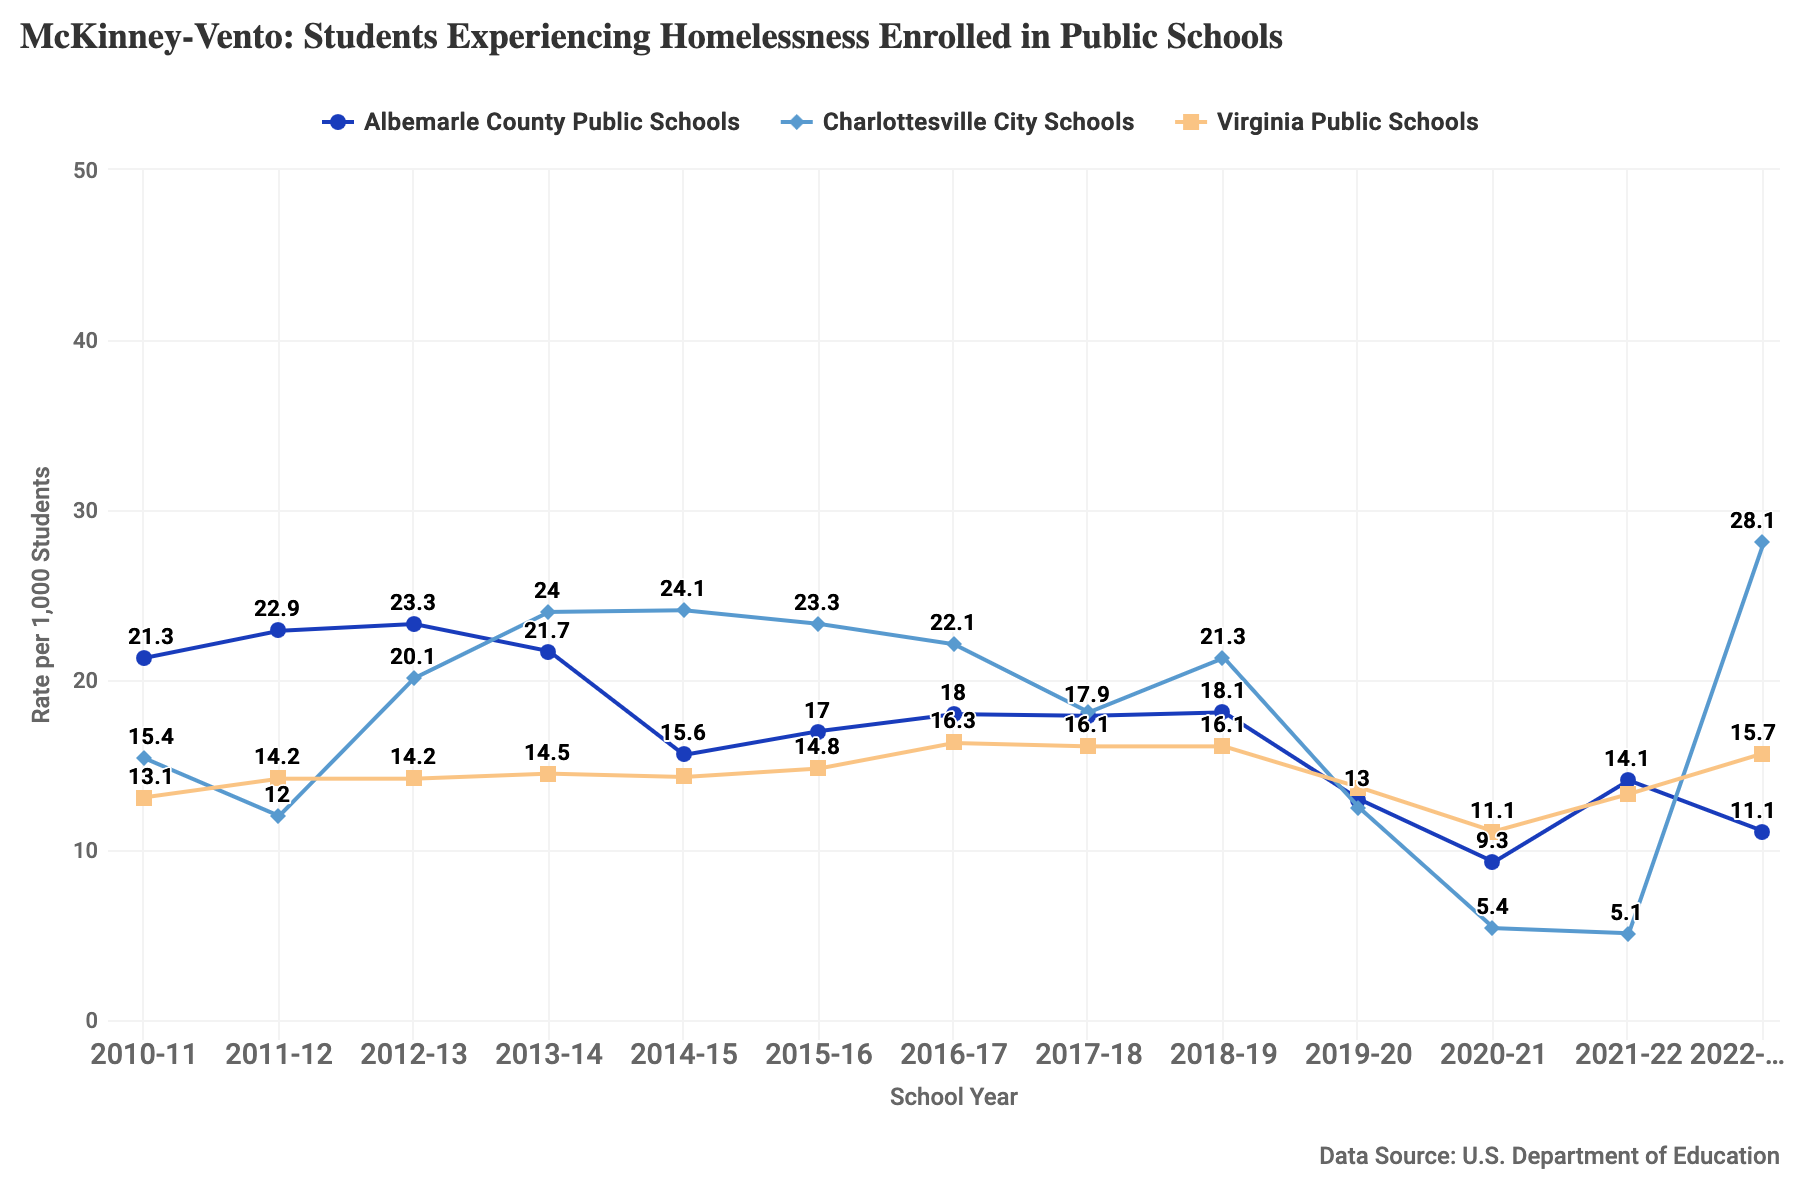 McKinney-Vento: Students Experiencing Homelessness Enrolled in Public Schools
Albemarle County Public Schools Charlottesville City Schools Virginia Public Schools
50
40
30
20
10
0
Rate per 1,000 Students
28.1
24 24.1
22.9 23.3 23.3
21.3 21.7 22.1 21.3
20.1
15.4 15.6 17 18 17.9 18.1
13.1 14.2 14.2 14.5 14.8 16.3 16.1 16.1 13 14.1 15.7
12 11.1 11.1
9.3
5.4 5.1
2010-11 2011-12 2012-13 2013-14 2014-15 2015-16 2016-17 2017-18 2018-19 2019-20 2020-21 2021-22 2022-...
School Year
Data Source: U.S. Department of Education